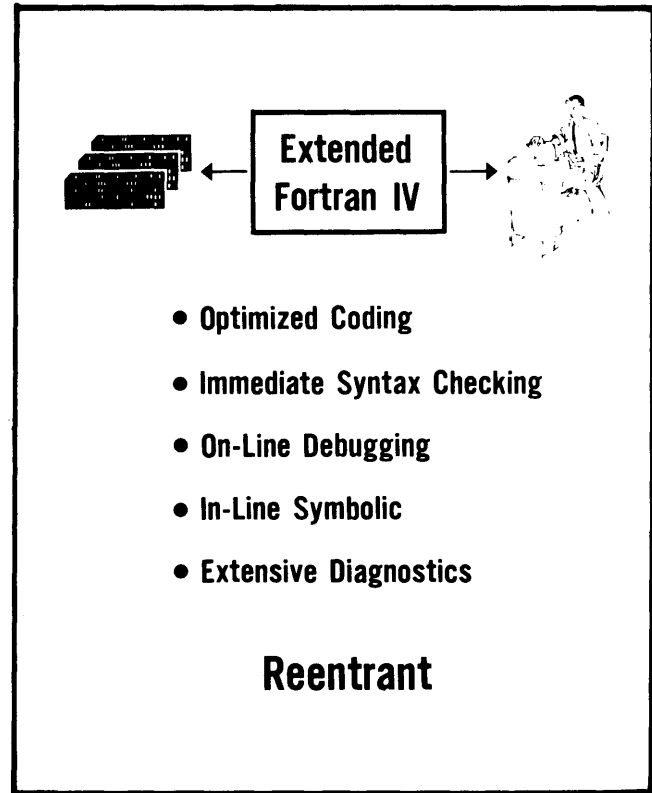 Extended
Fortran IV
• Optimized Coding
• Immediate Syntax Checking
• On-Line Debugging
• In-Line Symbolic
• Extensive Diagnostics
Reentrant